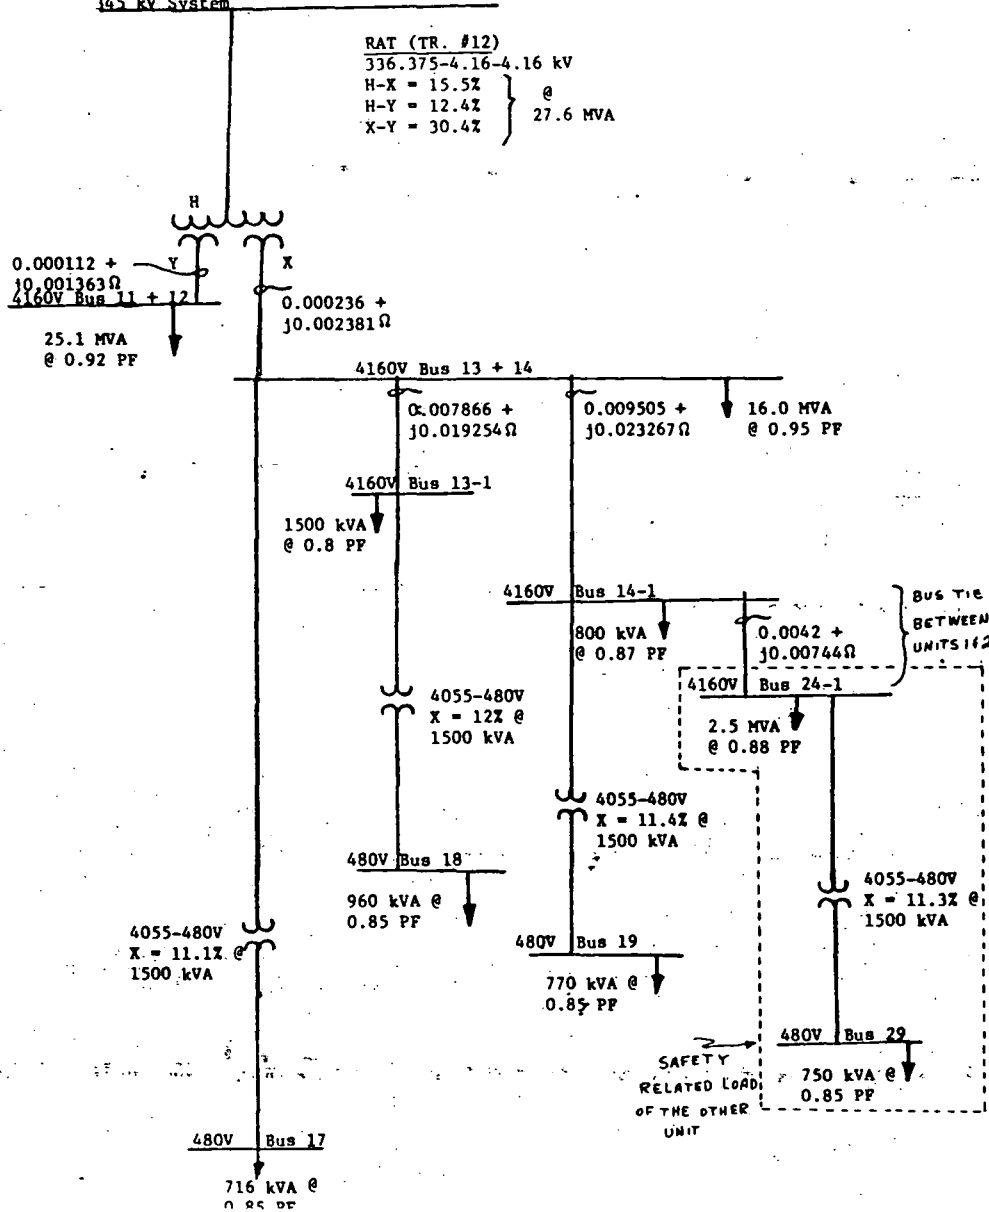 345 kV System
RAT (TR. #12)
336.375-4.16-4.16 kV
H-X = 15.5%
H-Y = 12.4%
X-Y = 30.4%
@
27.6 MVA
H
Y
X
0.000112 +
j0.001363Ω
4160V Bus 11 + 12
25.1 MVA
@ 0.92 PF
0.000236 +
j0.002381Ω
4160V Bus 13 + 14
0.007866 +
j0.019254Ω
0.009505 +
j0.023267Ω
16.0 MVA
@ 0.95 PF
4160V Bus 13-1
1500 kVA
@ 0.8 PF
4160V Bus 14-1
800 kVA
@ 0.87 PF
0.0042 +
j0.00744Ω
BUS TIE
BETWEEN
UNITS 1&2
4160V Bus 24-1
2.5 MVA
@ 0.88 PF
4055-480V
X = 12% @
1500 kVA
4055-480V
X = 11.4% @
1500 kVA
480V Bus 18
960 kVA @
0.85 PF
4055-480V
X = 11.3% @
1500 kVA
4055-480V
X = 11.1% @
1500 kVA
480V Bus 19
770 kVA @
0.85 PF
480V Bus 29
750 kVA @
0.85 PF
SAFETY
RELATED LOAD
OF THE OTHER
UNIT
480V Bus 17
716 kVA @
0.85 PF